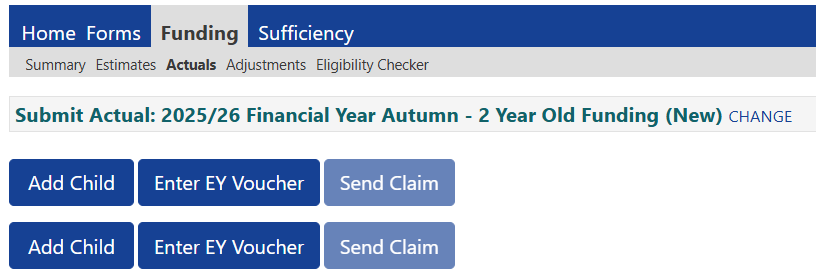 Home Forms Funding Sufficiency
Summary Estimates Actuals Adjustments Eligibility Checker
Submit Actual: 2025/26 Financial Year Autumn - 2 Year Old Funding (New) CHANGE
Add Child Enter EY Voucher Send Claim
Add Child Enter EY Voucher Send Claim